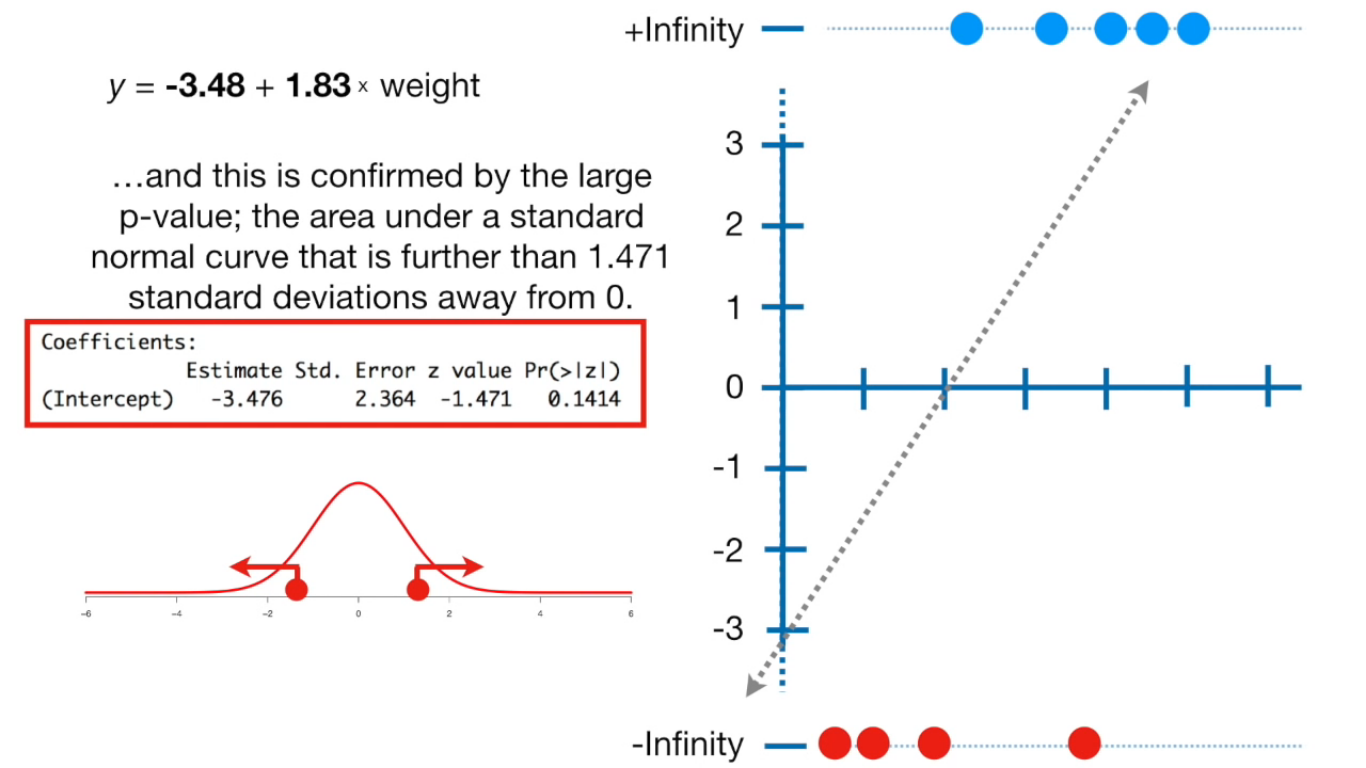 y = -3.48 + 1.83 x weight
…and this is confirmed by the large
p-value; the area under a standard
normal curve that is further than 1.471
standard deviations away from 0.
Coefficients:
Estimate Std. Error z value Pr(>|z|)
(Intercept) -3.476 2.364 -1.471 0.1414
-6 -4 -2 0 2 4 6
+Infinity
3
2
1
0
-1
-2
-3
-Infinity